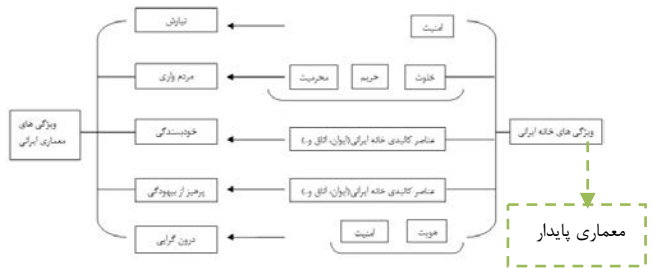 امنیت
نیارش
خلوت
حریم
محرمیت
مردم واری
ویژگی های خانه ایرانی
عناصر کالبدی خانه ایرانی(ایوان، اتاق و..)
خودبسندگی
ویژگی های
معماری ایرانی
عناصر کالبدی خانه ایرانی(ایوان، اتاق و..)
پرهیز از بیهودگی
هویت
امنیت
درون گرایی
معماری پایدار